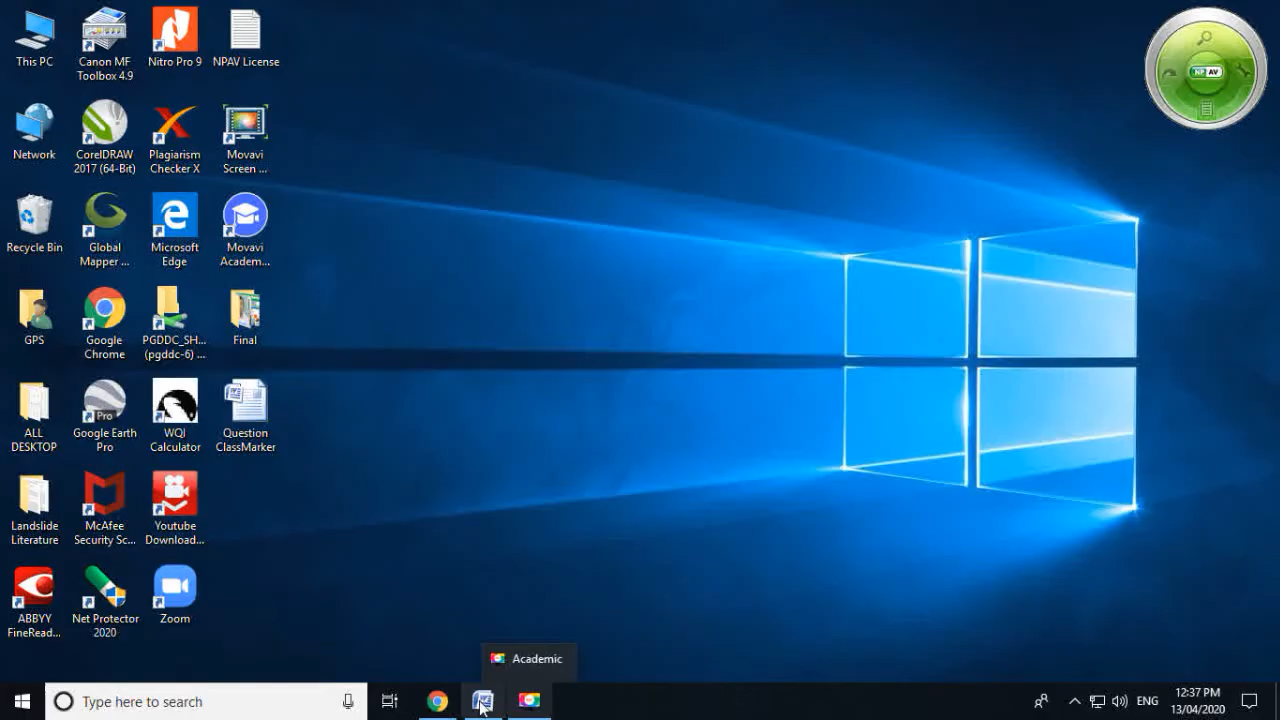 This PC
Canon MF
Toolbox 4.9
Nitro Pro 9
NPAV License
Network
CorelDRAW
2017 (64-Bit)
Plagiarism
Checker X
Movavi
Screen ...
Recycle Bin
Global
Mapper ...
Microsoft
Edge
Movavi
Academ...
GPS
Google
Chrome
PGDDC_SH...
(pgddc-6) ...
Final
ALL
DESKTOP
Pro
Google Earth
Pro
WQI
Calculator
Question
ClassMarker
Landslide
Literature
McAfee
Security Sc...
Youtube
Download...
ABBYY
FineRead...
Net Protector
2020
Zoom
NP AV
Academic
Type here to search
ENG
12:37 PM
13/04/2020